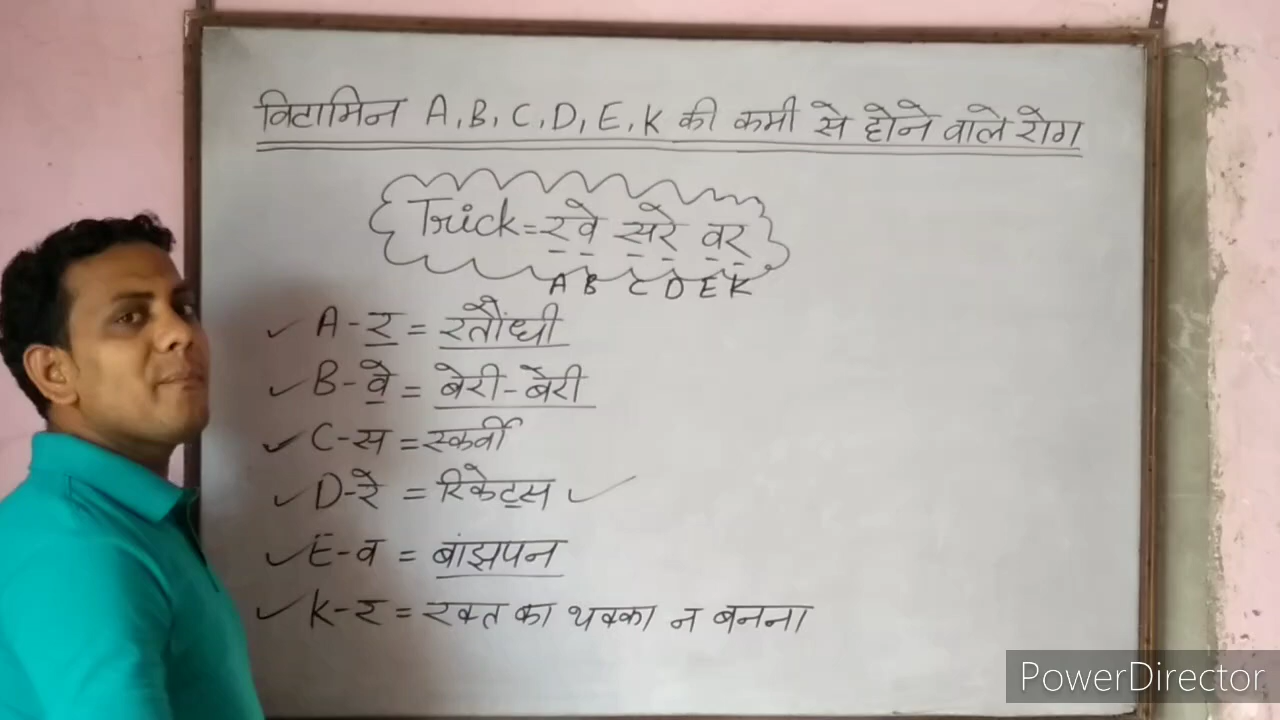 विटामिन A, B, C, D, E, K की कमी से होने वाले रोग
Trick = रवे सरे वर
A B C D E K
A - र = रतौंधी
B - वे = बेरी - बेरी
C - स = स्कर्वी
D - रे = रिकेट्स
E - व = बांझपन
K - र = रक्त का थक्का न बनना
PowerDirector